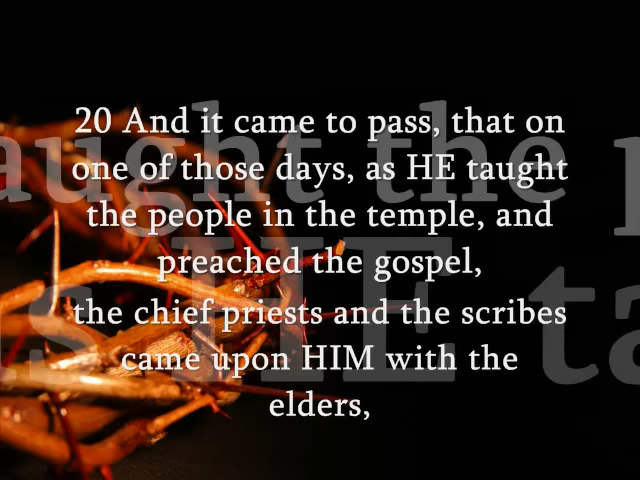 20 And it came to pass, that on
one of those days, as HE taught
the people in the temple, and
preached the gospel,
the chief priests and the scribes
came upon HIM with the
elders,